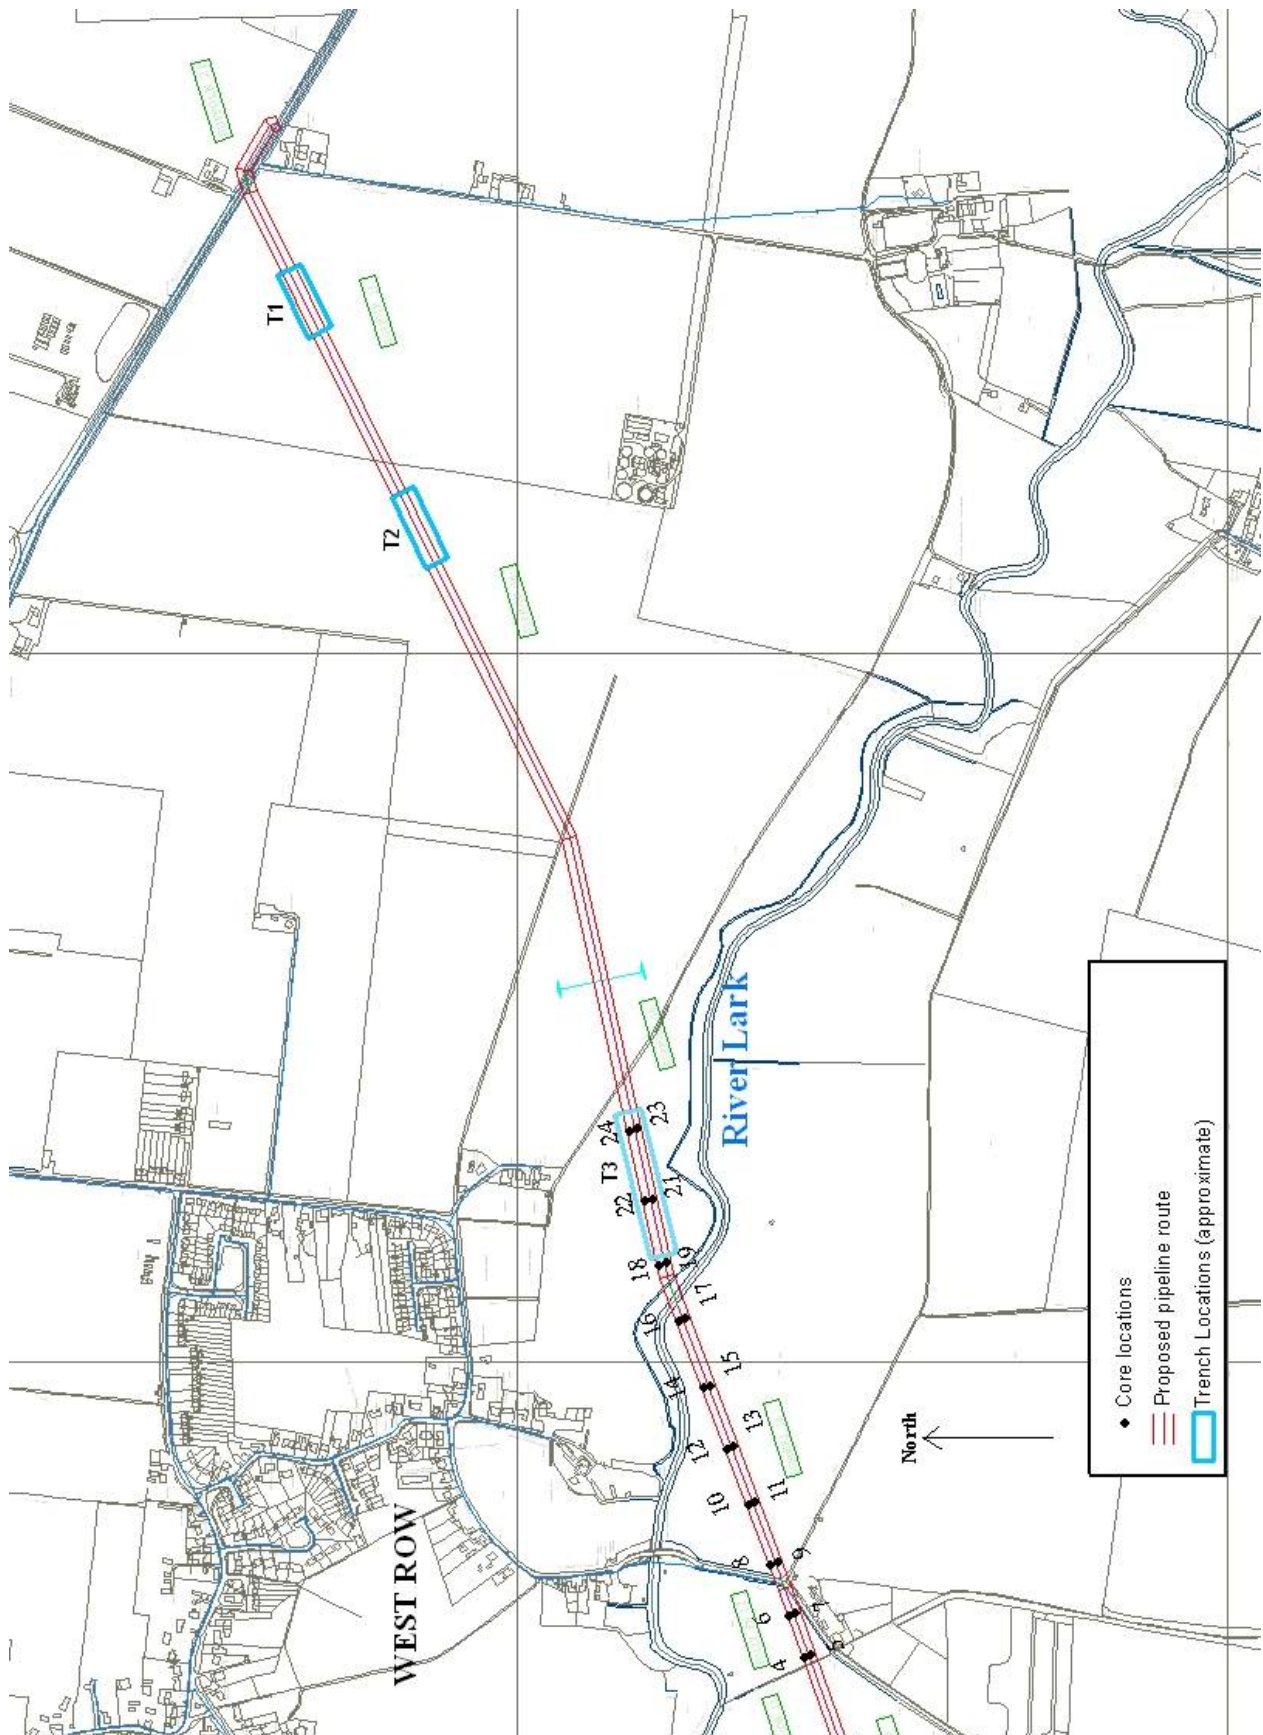 T1
T2
T3
24
23
22
21
18
19
16
17
14
15
12
13
10
11
8
9
6
7
4
5
River Lark
WEST ROW
North
Core locations
Proposed pipeline route
Trench Locations (approximate)